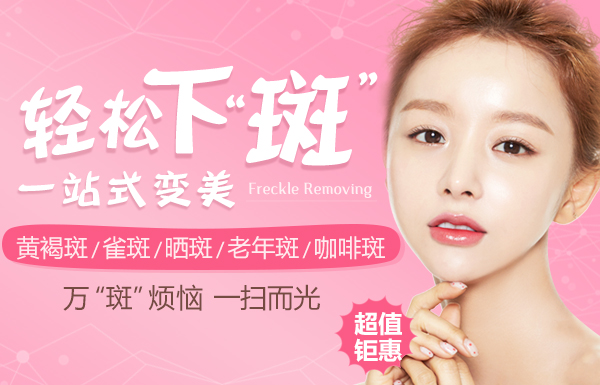 轻松下“斑”
一站式变美 Freckle Removing
黄褐斑/雀斑/晒斑/老年斑/咖啡斑
万“斑”烦恼 一扫而光
超值
钜惠